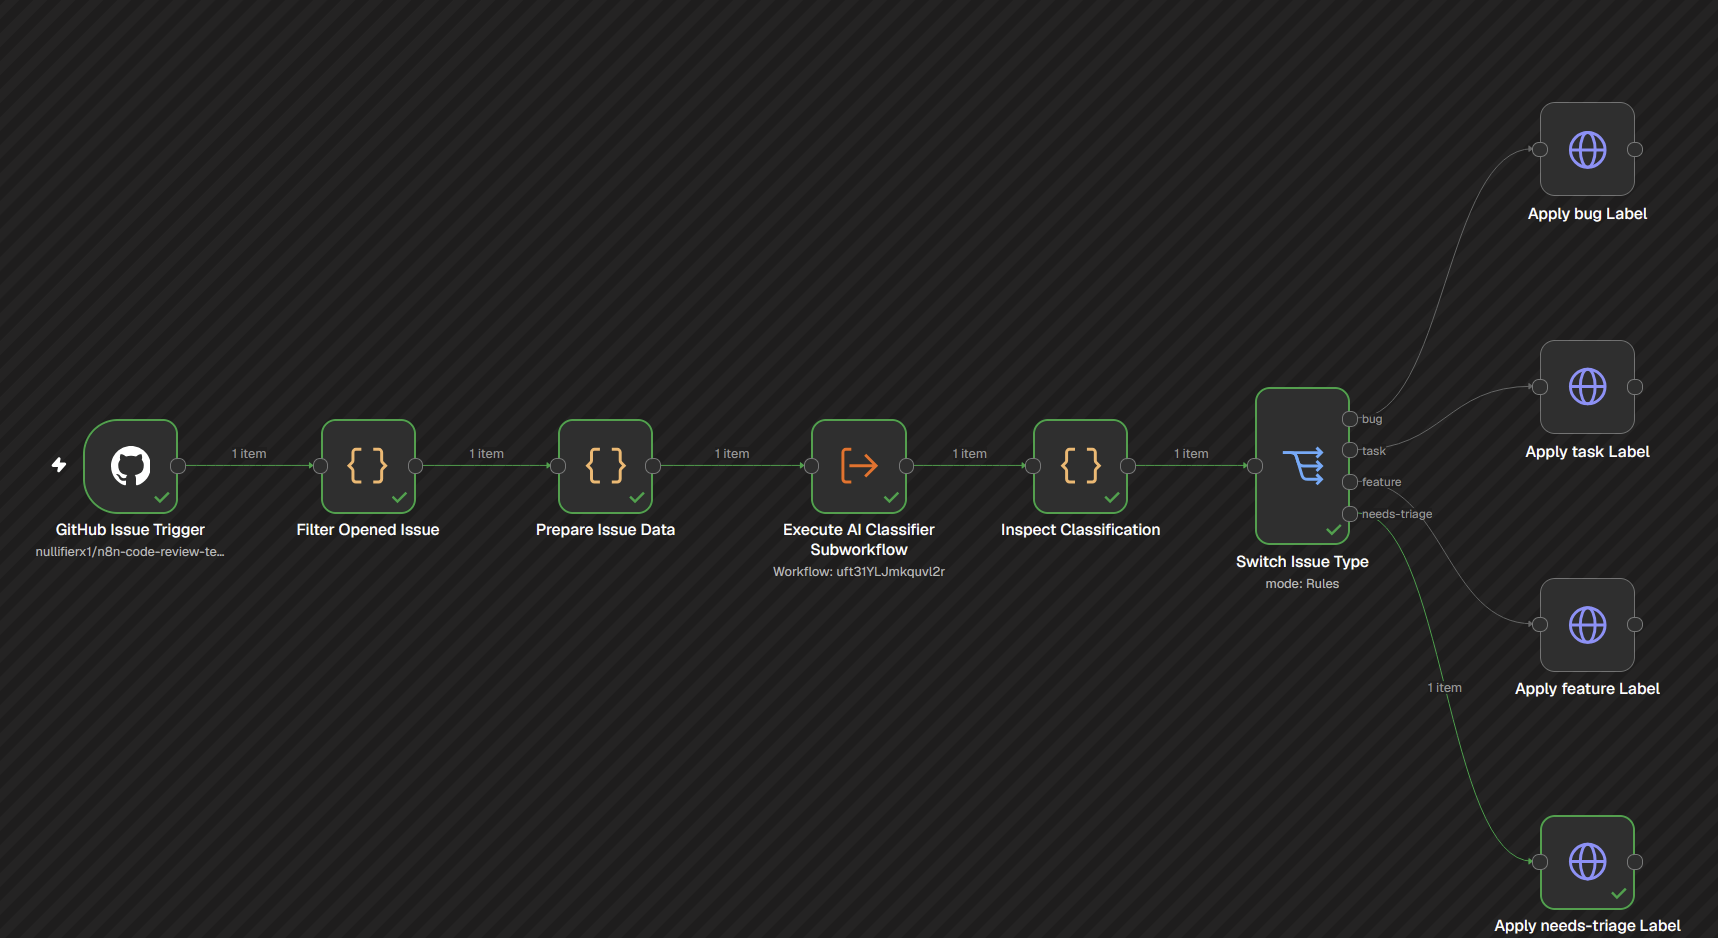 Apply bug Label
Apply task Label
1 item
1 item
1 item
1 item
1 item
bug
task
feature
needs-triage
GitHub Issue Trigger
nullifierx1/n8n-code-review-te...
Filter Opened Issue
Prepare Issue Data
Execute AI Classifier
Subworkflow
Workflow: uft31YLJmkquvl2r
Inspect Classification
Switch Issue Type
mode: Rules
1 item
Apply feature Label
Apply needs-triage Label